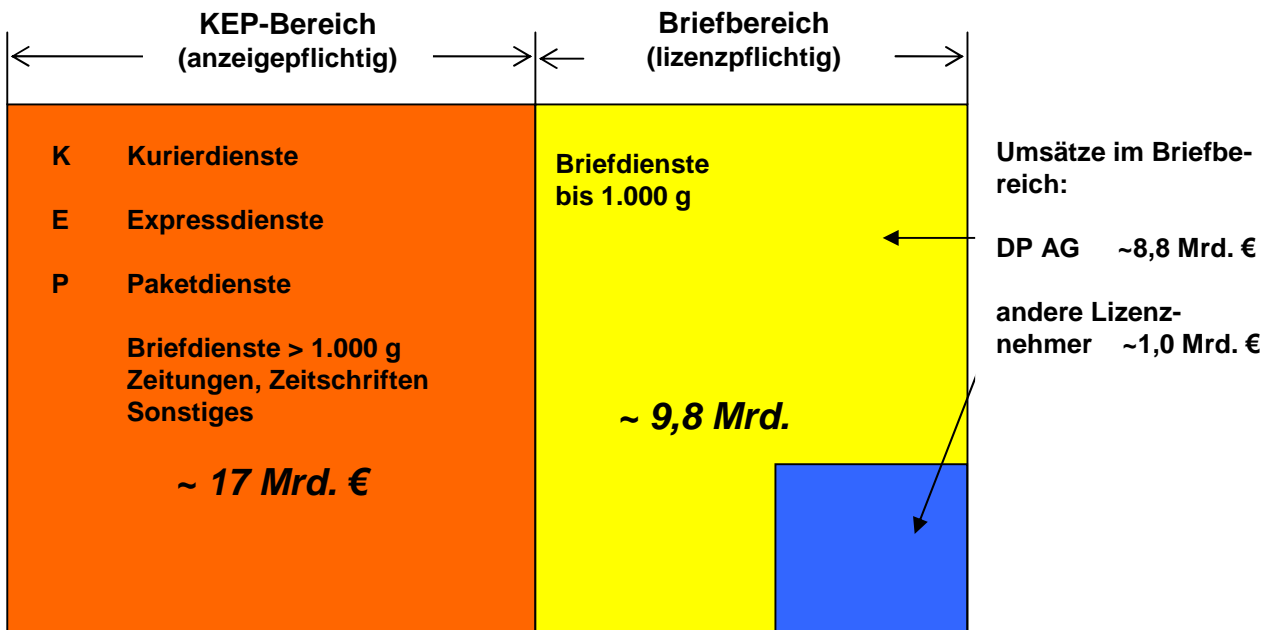 KEP-Bereich
(anzeigepflichtig)
Briefbereich
(lizenzpflichtig)
K Kurierdienste
E Expressdienste
P Paketdienste
Briefdienste > 1.000 g
Zeitungen, Zeitschriften
Sonstiges
~ 17 Mrd. €
Briefdienste
bis 1.000 g
~ 9,8 Mrd.
Umsätze im Briefbe-
reich:
DP AG ~8,8 Mrd. €
andere Lizenz-
nehmer ~1,0 Mrd. €